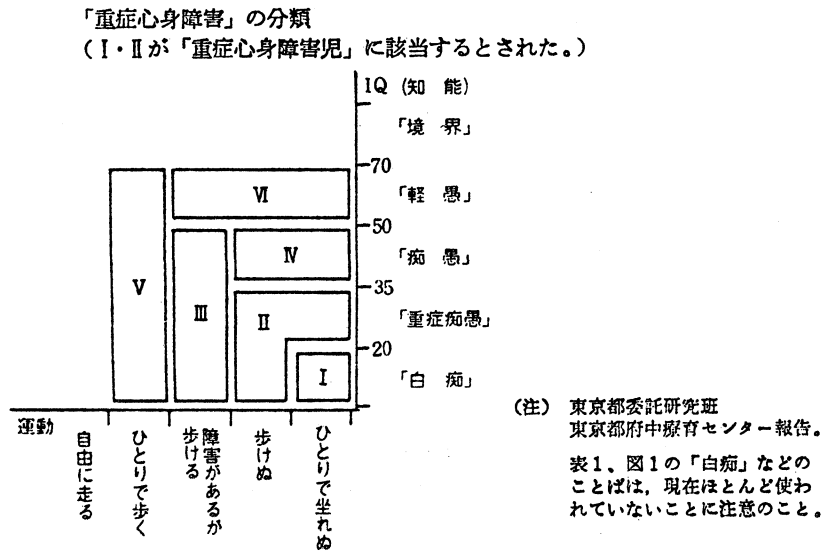 「重症心身障害」の分類
(Ⅰ・Ⅱが「重症心身障害児」に該当するとされた。)
IQ (知 能)
「境 界」
70
「軽 愚」
50
「痴 愚」
35
「重症痴愚」
20
「白 痴」
Ⅵ
Ⅳ
Ⅴ
Ⅲ
Ⅱ
Ⅰ
運動
自由に走る
ひとりで歩く
障害があるが
歩ける
歩けぬ
ひとりで坐れぬ
(注) 東京都委託研究班
東京都府中療育センター報告。
表1、図1の「白痴」などの
ことばは,現在ほとんど使わ
れていないことに注意のこと。